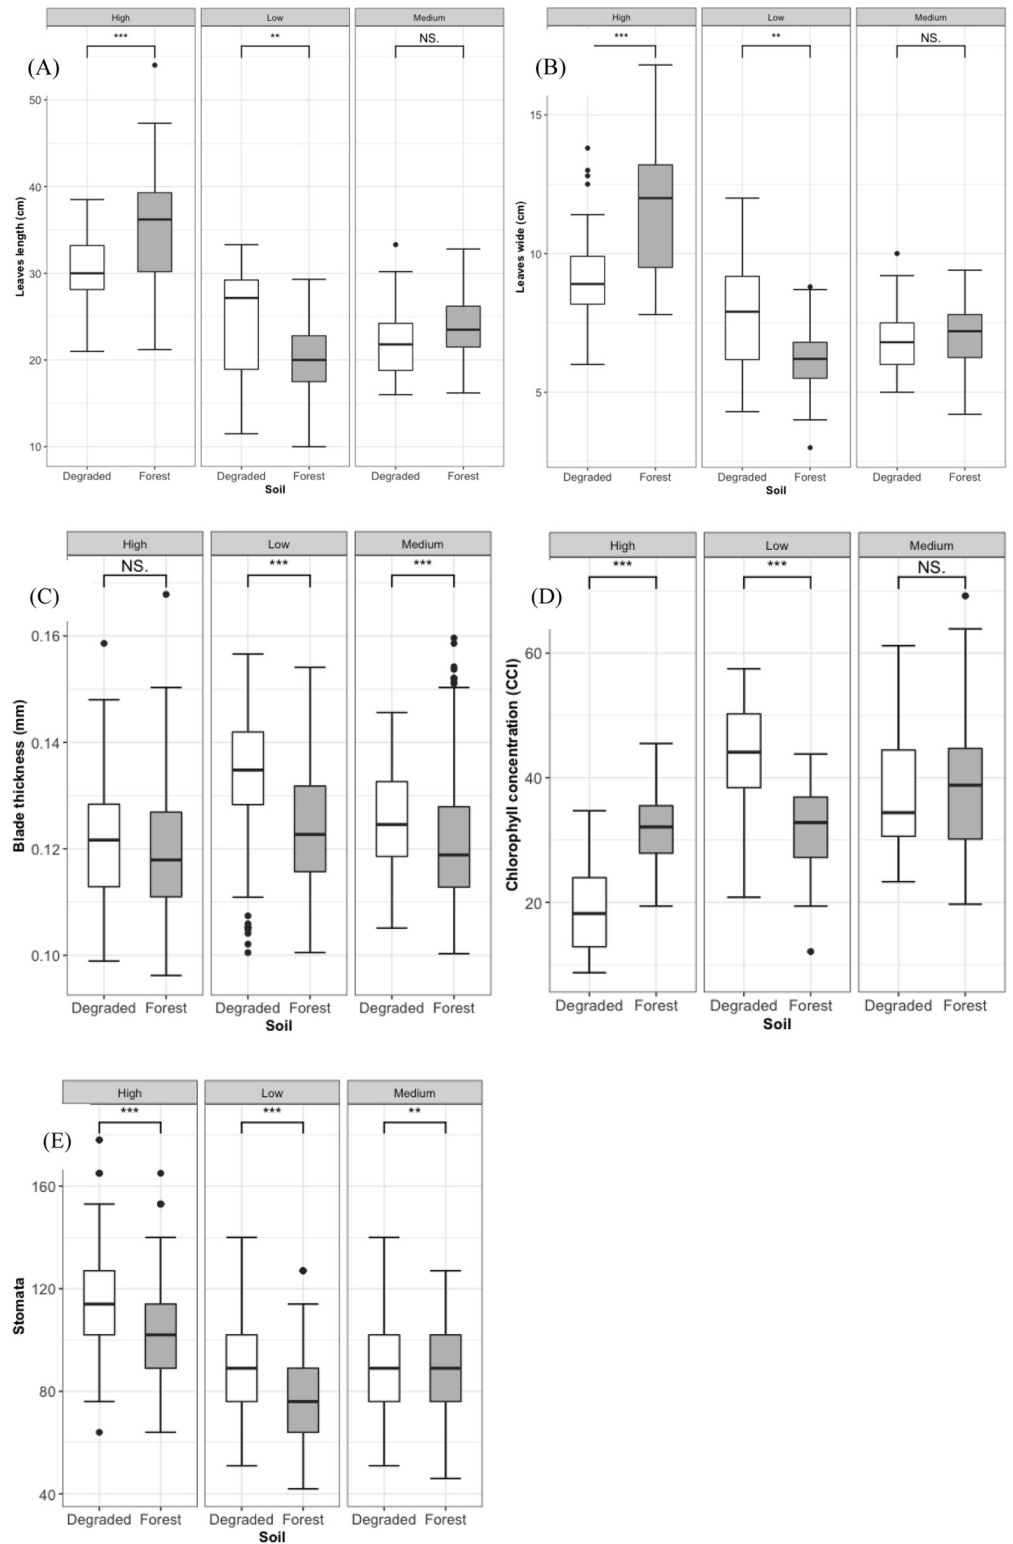 High Low Medium
*** ** NS.
(A)
50
40
30
20
10
Leaves length (cm)
Degraded Forest Degraded Forest Degraded Forest
Soil
High Low Medium
*** ** NS.
(B)
15
10
5
Leaves wide (cm)
Degraded Forest Degraded Forest Degraded Forest
Soil
High Low Medium
NS. *** ***
(C)
0.16
0.14
0.12
0.10
Blade thickness (mm)
Degraded Forest Degraded Forest Degraded Forest
Soil
High Low Medium
*** *** NS.
(D)
60
40
20
Chlorophyll concentration (CCI)
Degraded Forest Degraded Forest Degraded Forest
Soil
High Low Medium
*** *** **
(E)
160
120
80
40
Stomata
Degraded Forest Degraded Forest Degraded Forest
Soil